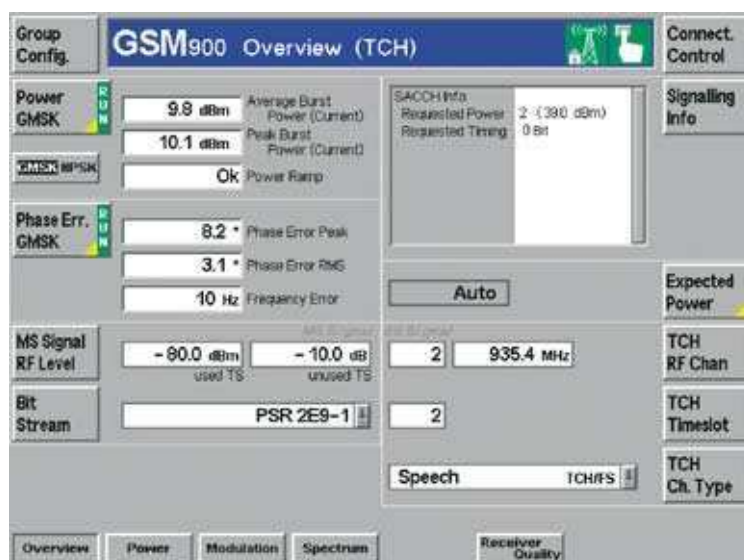 Group
Config.
GSM900 Overview (TCH)
Connect.
Control
Power
GMSK
RUN
9.8 dBm
Average Burst
Power (Current)
10.1 dBm
Peak Burst
Power (Current)
GMSK 8PSK
Ok
Power Ramp
SACCH Info
Requested Power 2 (39.0 dBm)
Requested Timing 0 Bit
Signalling
Info
Phase Err.
GMSK
RUN
8.2 °
Phase Error Peak
3.1 °
Phase Error RMS
10 Hz
Frequency Error
Auto
Expected
Power
MS Signal
RF Level
- 80.0 dBm
used TS
- 10.0 dB
unused TS
MS Signal
2
935.4 MHz
TCH
RF Chan
Bit
Stream
PSR 2E9-1
2
TCH
Timeslot
Speech
TCH/FS
TCH
Ch. Type
Overview
Power
Modulation
Spectrum
Receiver
Quality